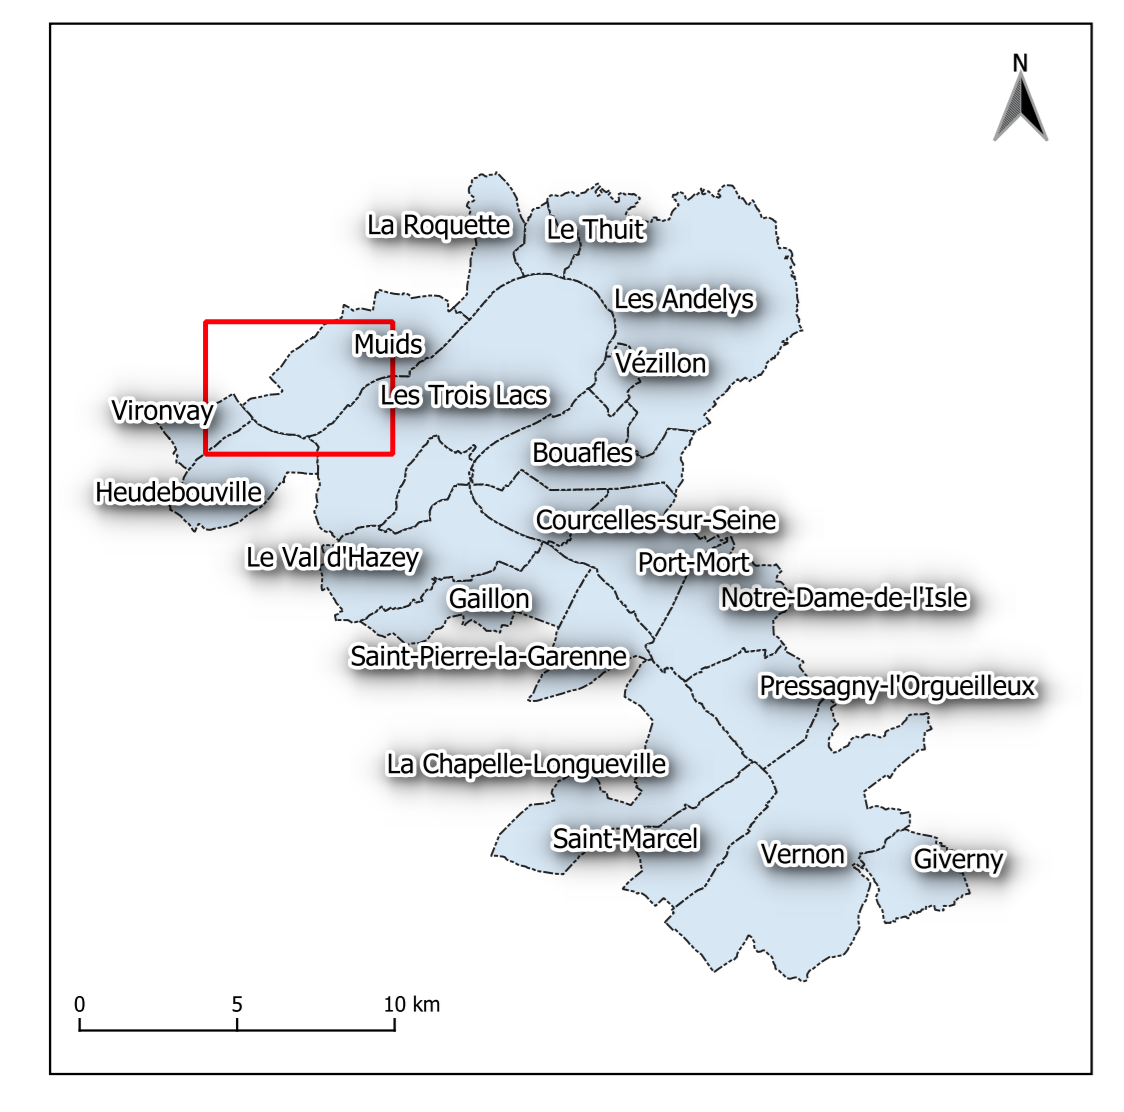 N
La Roquette
Le Thuit
Les Andelys
Muids
Vézillon
Les Trois Lacs
Vironvay
Bouafles
Heudebouville
Courcelles-sur-Seine
Le Val d'Hazey
Port-Mort
Gaillon
Notre-Dame-de-l'Isle
Saint-Pierre-la-Garenne
Pressagny-l'Orgueilleux
La Chapelle-Longueville
Saint-Marcel
Vernon
Giverny
0 5 10 km